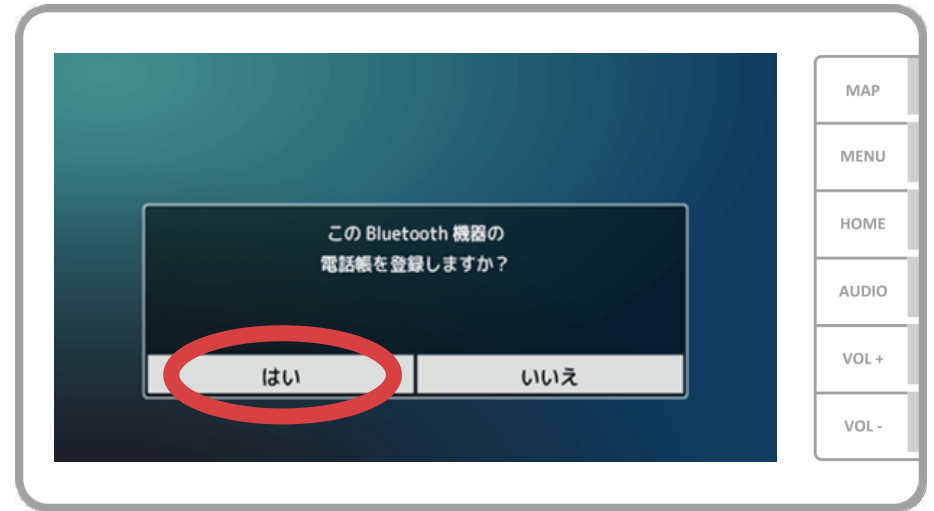 この Bluetooth 機器の
電話帳を登録しますか？
はい
いいえ
MAP
MENU
HOME
AUDIO
VOL +
VOL -